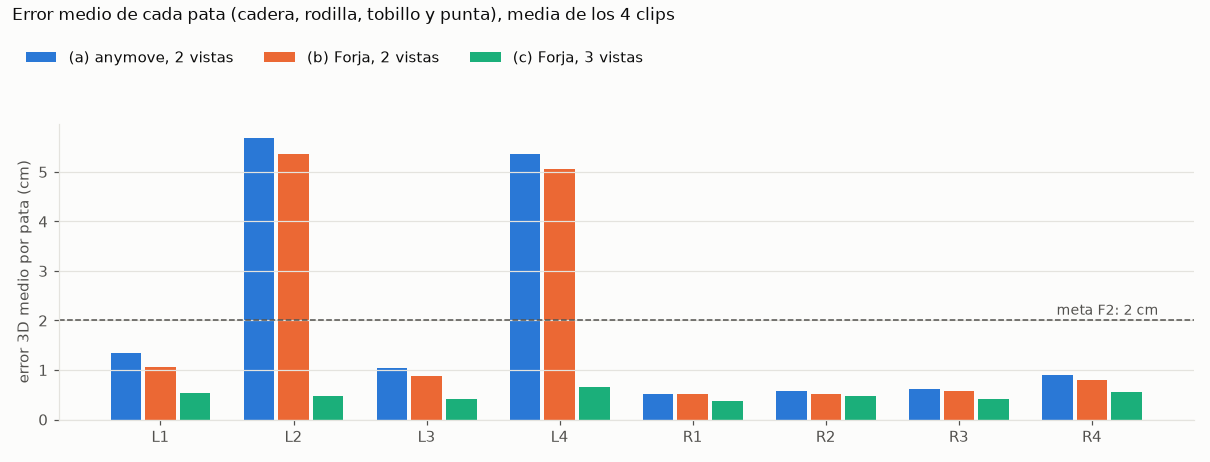 Error medio de cada pata (cadera, rodilla, tobillo y punta), media de los 4 clips
(a) anymove, 2 vistas (b) Forja, 2 vistas (c) Forja, 3 vistas
error 3D medio por pata (cm)
5
4
3
2
1
0
meta F2: 2 cm
L1 L2 L3 L4 R1 R2 R3 R4